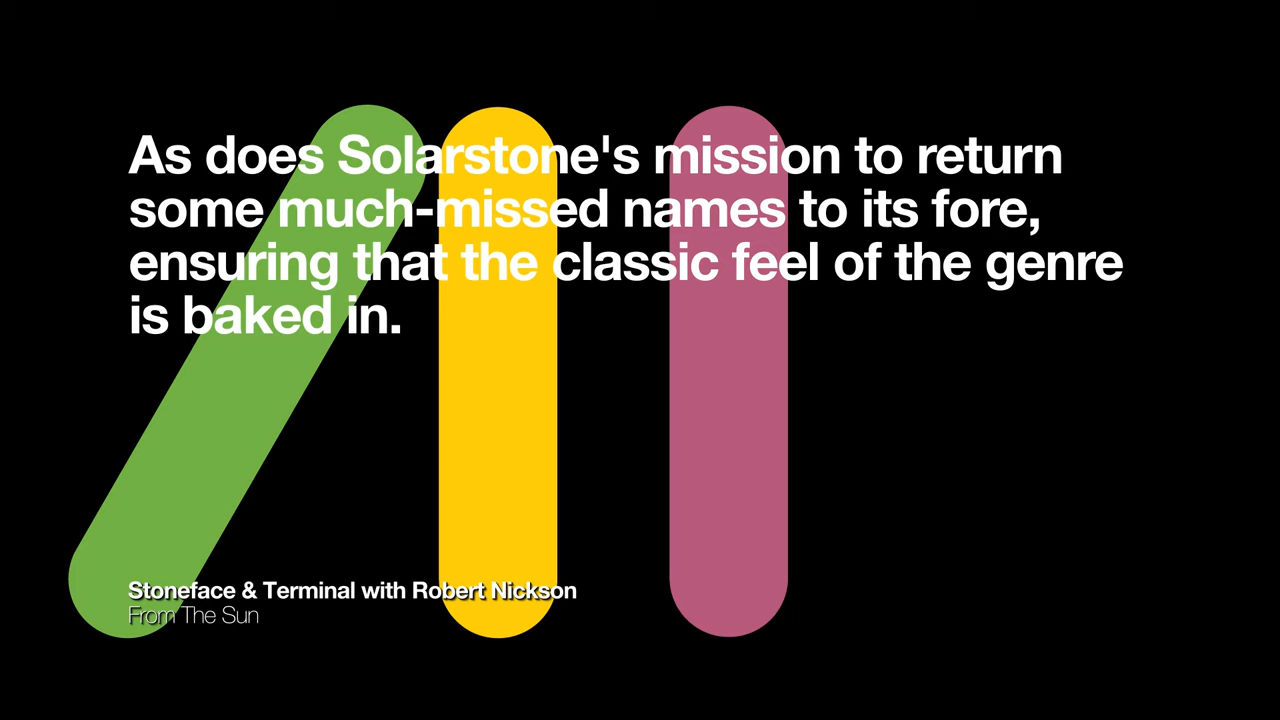 As does Solarstone's mission to return
some much-missed names to its fore,
ensuring that the classic feel of the genre
is baked in.
Stoneface & Terminal with Robert Nickson
From The Sun